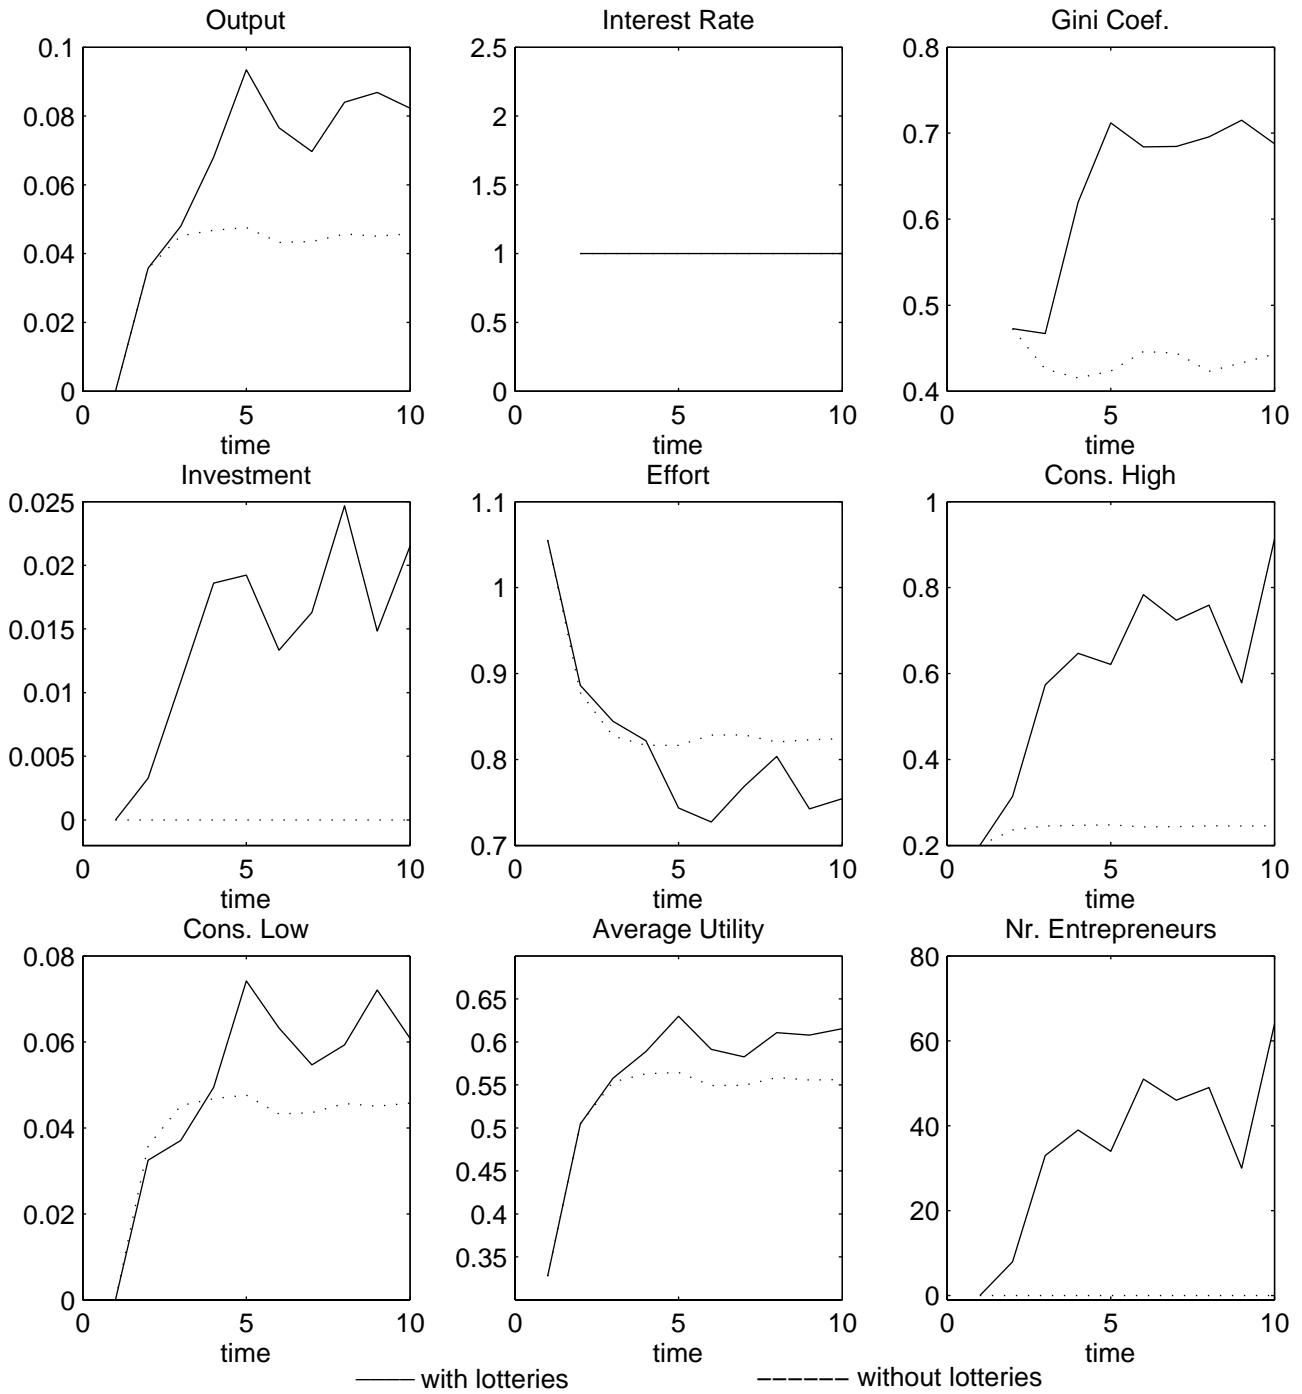 Output
0.1
0.08
0.06
0.04
0.02
0
0 5 10
time
Interest Rate
2.5
2
1.5
1
0.5
0
0 5 10
time
Gini Coef.
0.8
0.7
0.6
0.5
0.4
0 5 10
time
Investment
0.025
0.02
0.015
0.01
0.005
0
0 5 10
time
Effort
1.1
1
0.9
0.8
0.7
0 5 10
time
Cons. High
1
0.8
0.6
0.4
0.2
0 5 10
time
Cons. Low
0.08
0.06
0.04
0.02
0
0 5 10
time
Average Utility
0.65
0.6
0.55
0.5
0.45
0.4
0.35
0 5 10
time
Nr. Entrepreneurs
80
60
40
20
0
0 5 10
time
with lotteries
without lotteries